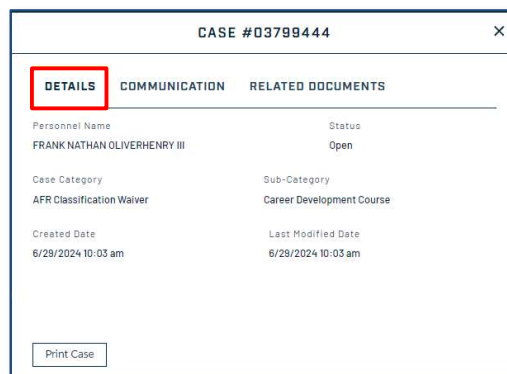 CASE #03799444
DETAILS COMMUNICATION RELATED DOCUMENTS
Personnel Name Status
FRANK NATHAN OLIVERHENRY III Open
Case Category Sub-Category
AFR Classification Waiver Career Development Course
Created Date Last Modified Date
6/29/2024 10:03 am 6/29/2024 10:03 am
Print Case